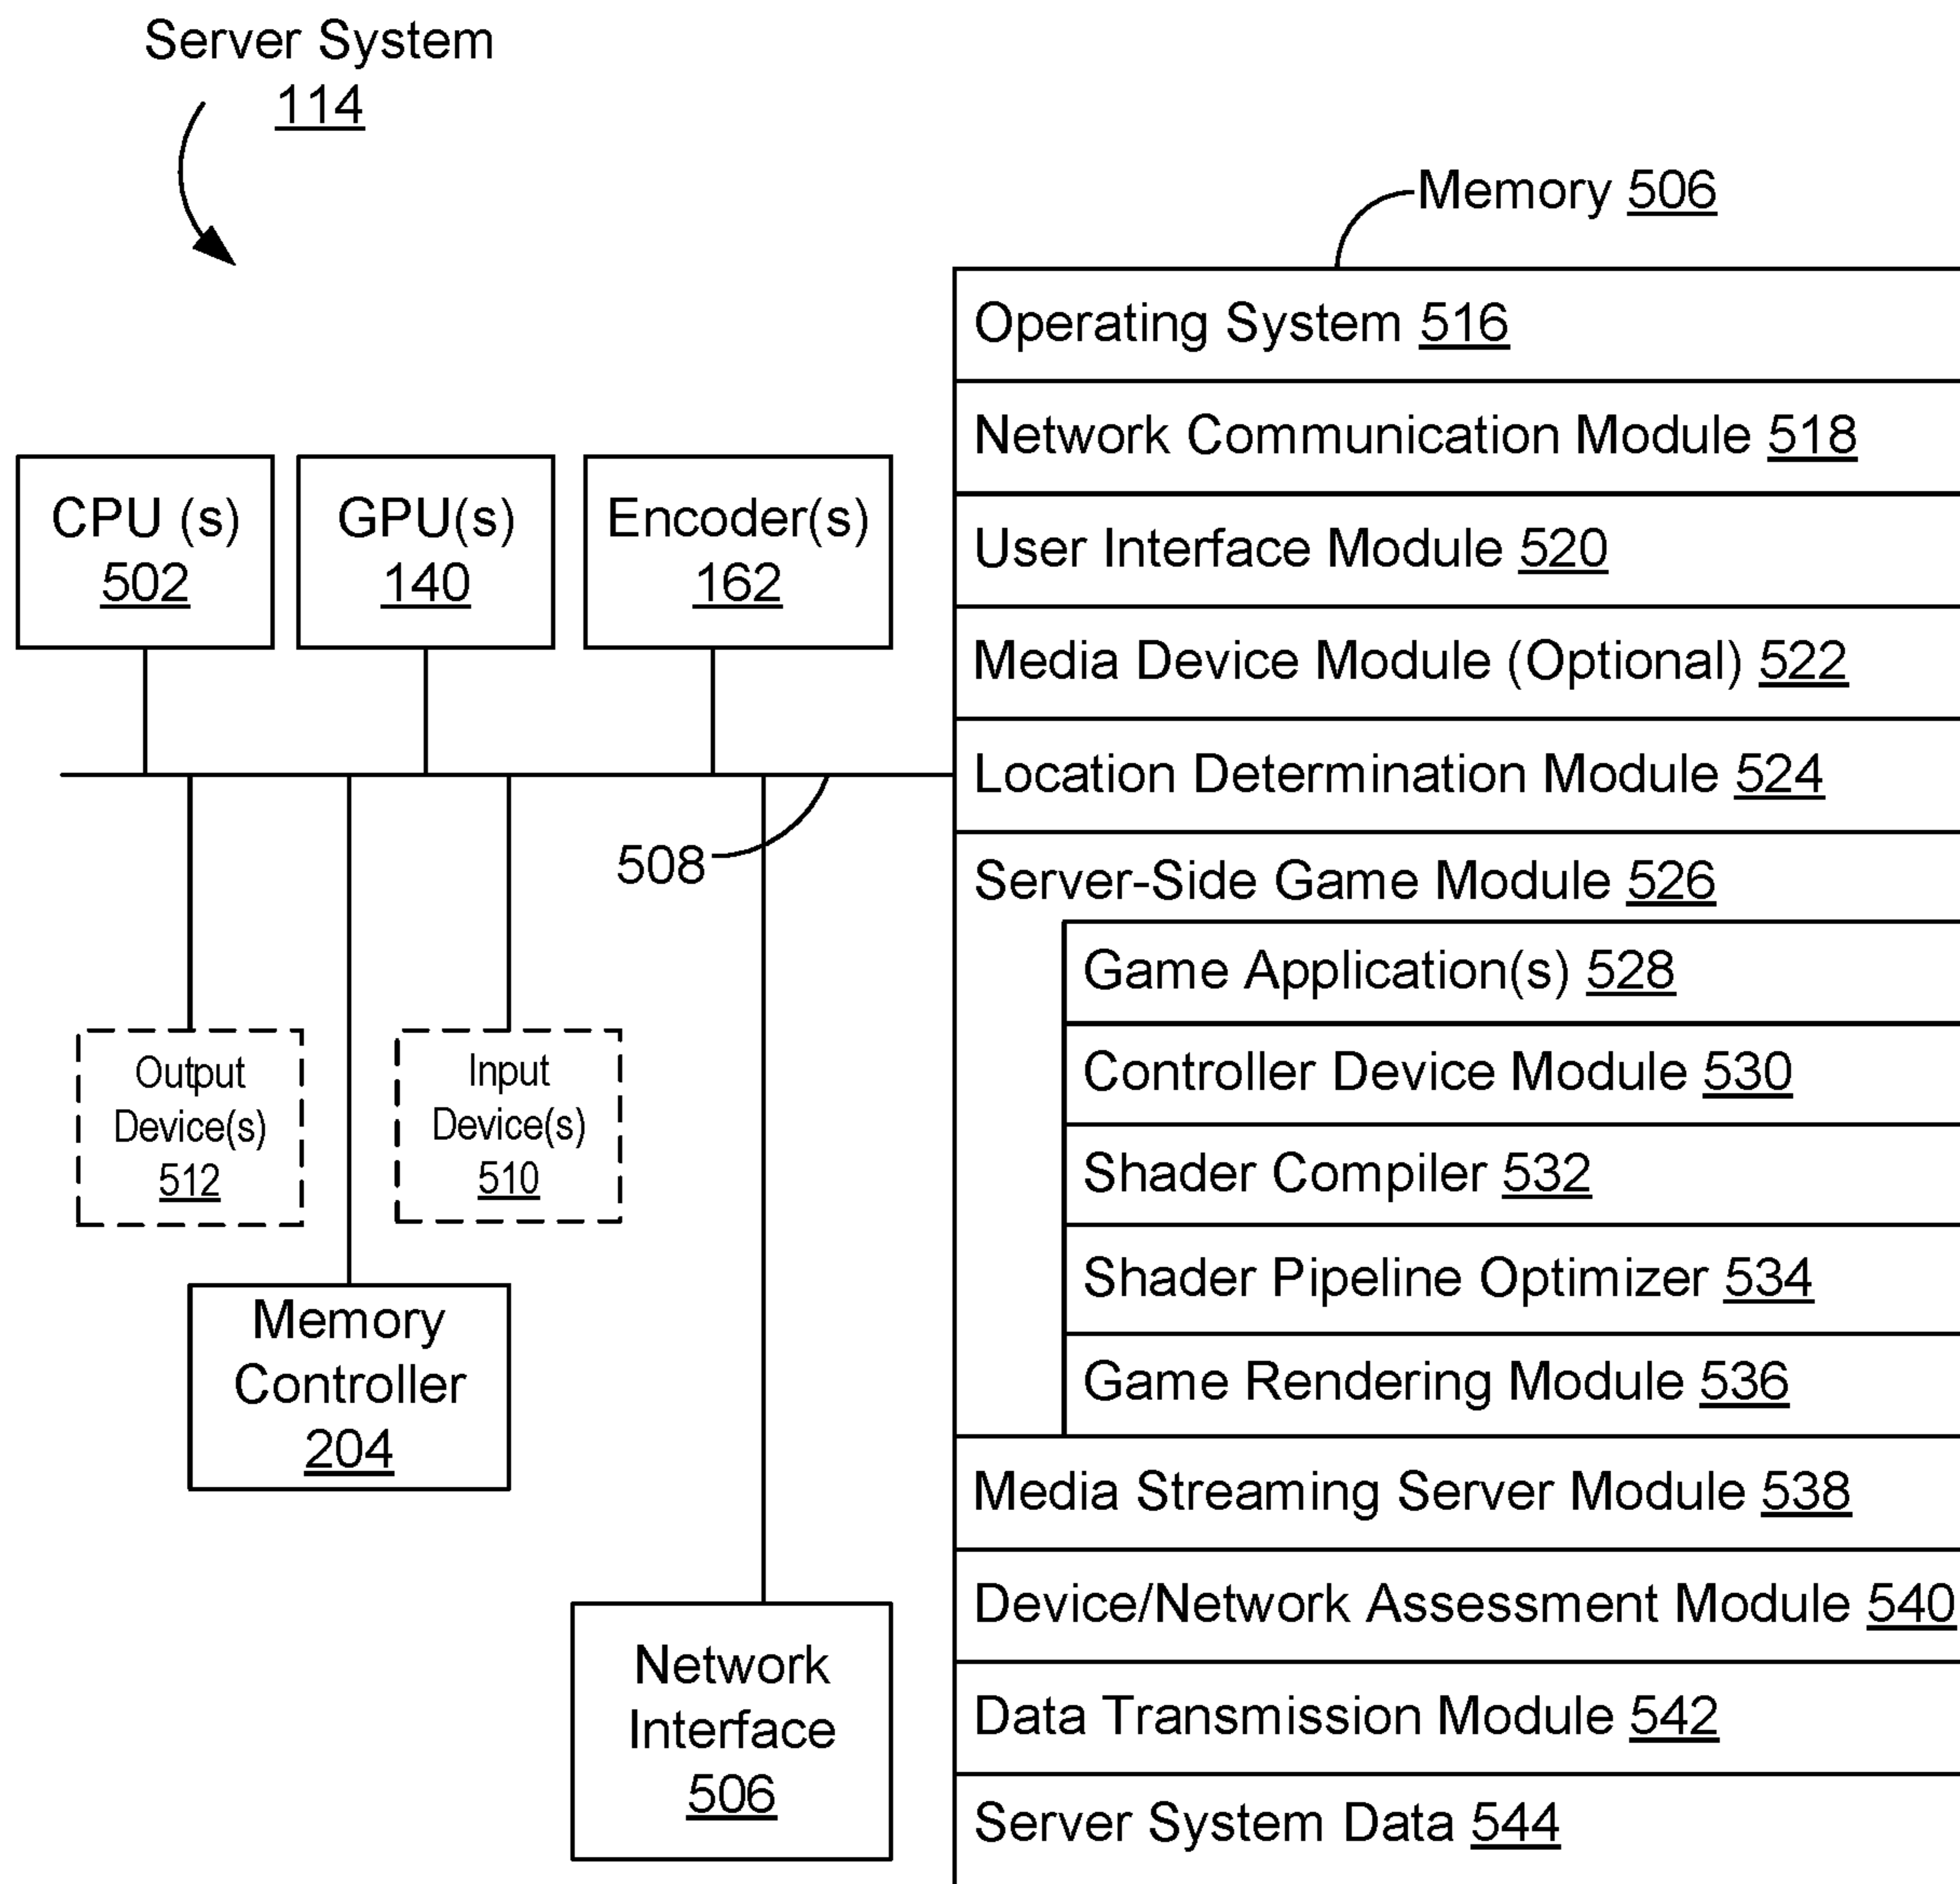 Server System
114
Memory 506
Operating System 516
Network Communication Module 518
User Interface Module 520
Media Device Module (Optional) 522
Location Determination Module 524
Server-Side Game Module 526
Game Application(s) 528
Controller Device Module 530
Shader Compiler 532
Shader Pipeline Optimizer 534
Game Rendering Module 536
Media Streaming Server Module 538
Device/Network Assessment Module 540
Data Transmission Module 542
Server System Data 544
CPU (s)
502
GPU(s)
140
Encoder(s)
162
508
Output
Device(s)
512
Input
Device(s)
510
Memory
Controller
204
Network
Interface
506